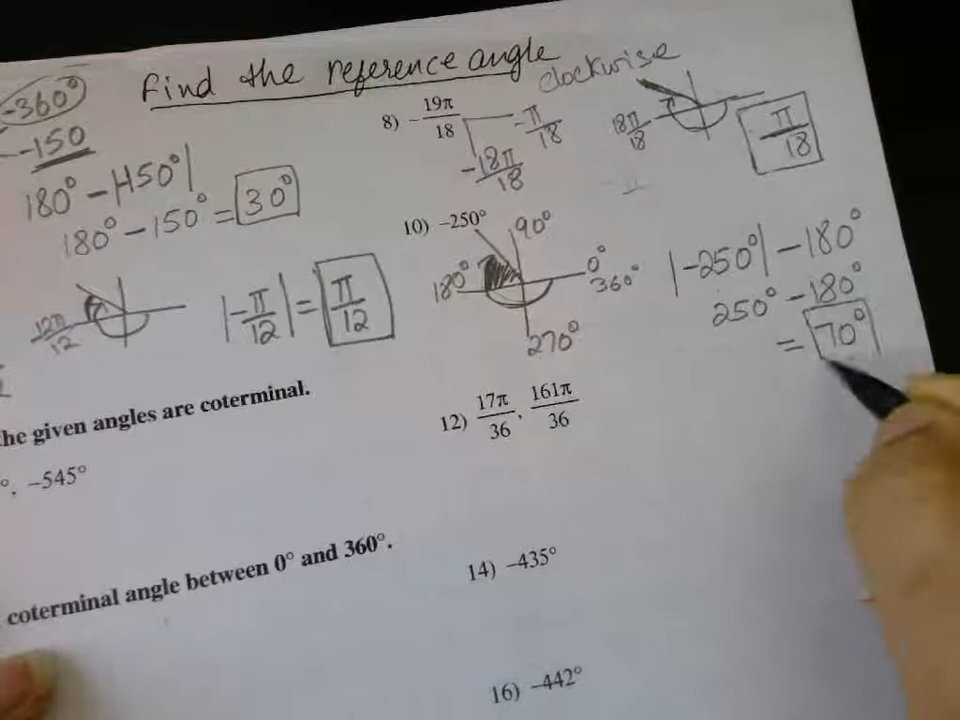 Find the reference angle
-360°
-150
180° - |-150°|
180° - 150° = 30°
clockwise
8) -19π/18
-π/18
-18π/18
18π/18
-π/18
10) -250°
90°
180°
0°
360°
270°
|-250°| - 180°
250° - 180°
= 70°
12π/12
|-π/12| = π/12
he given angles are coterminal.
°, -545°
12) 17π/36, 161π/36
coterminal angle between 0° and 360°.
14) -435°
16) -442°